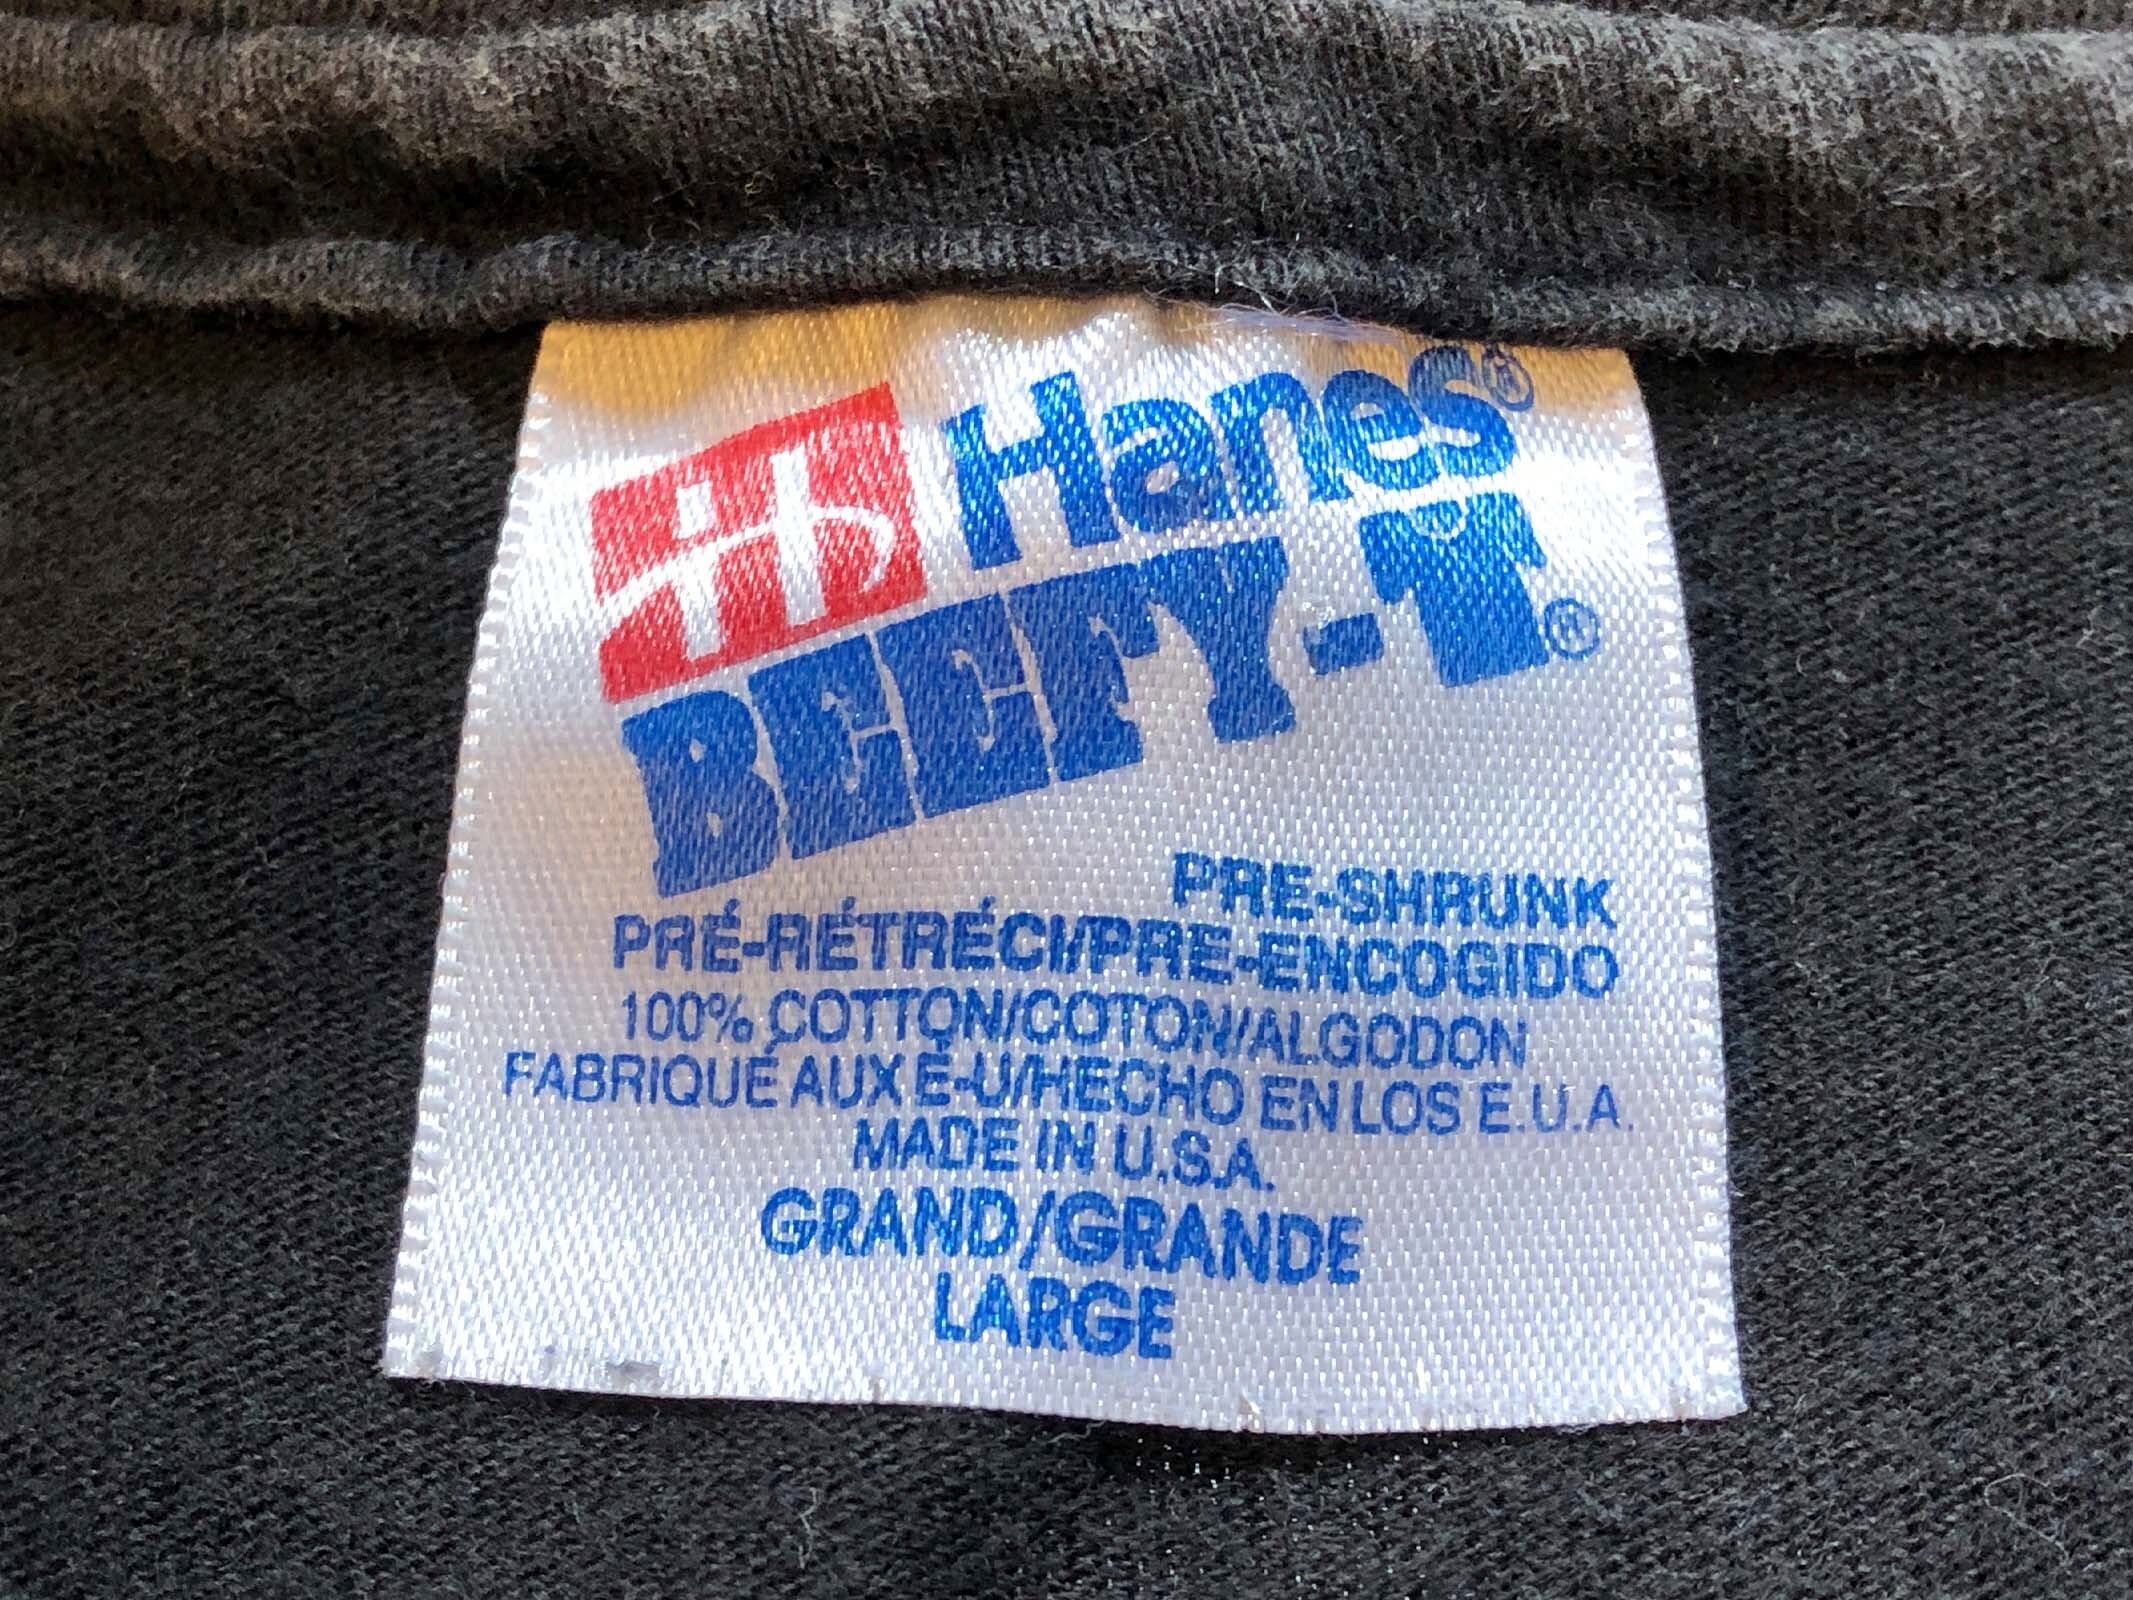 Hanes®
BEEFY-T®
PRE-SHRUNK
PRÉ-RÉTRÉCI/PRE-ENCOGIDO
100% COTTON/COTON/ALGODON
FABRIQUÉ AUX É-U/HECHO EN LOS E.U.A.
MADE IN U.S.A.
GRAND/GRANDE
LARGE